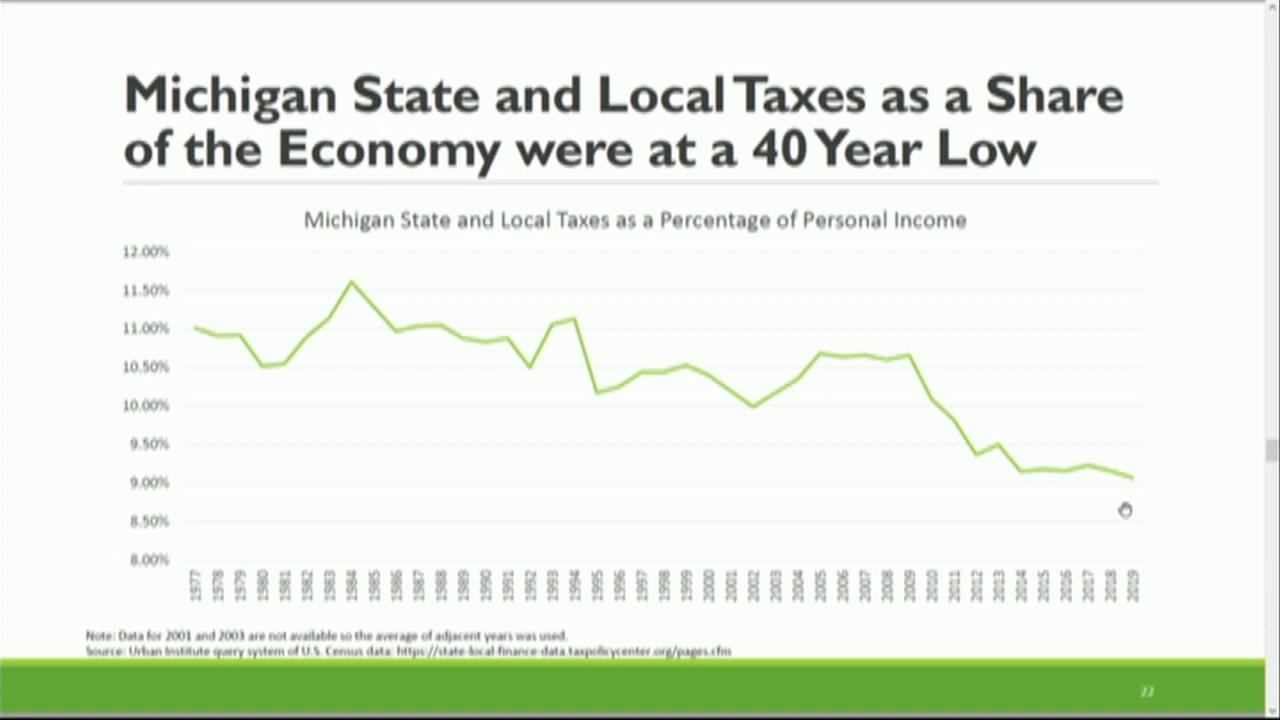 Michigan State and Local Taxes as a Share
of the Economy were at a 40 Year Low
Michigan State and Local Taxes as a Percentage of Personal Income
12.00%
11.50%
11.00%
10.50%
10.00%
9.50%
9.00%
8.50%
8.00%
1977 1978 1979 1980 1981 1982 1983 1984 1985 1986 1987 1988 1989 1990 1991 1992 1993 1994 1995 1996 1997 1998 1999 2000 2001 2002 2003 2004 2005 2006 2007 2008 2009 2010 2011 2012 2013 2014 2015 2016 2017 2018 2019
Note: Data for 2001 and 2003 are not available so the average of adjacent years was used.
Source: Urban Institute query system of U.S. Census data: https://state-local-finance-data.taxpolicycenter.org/pages.cfm
22